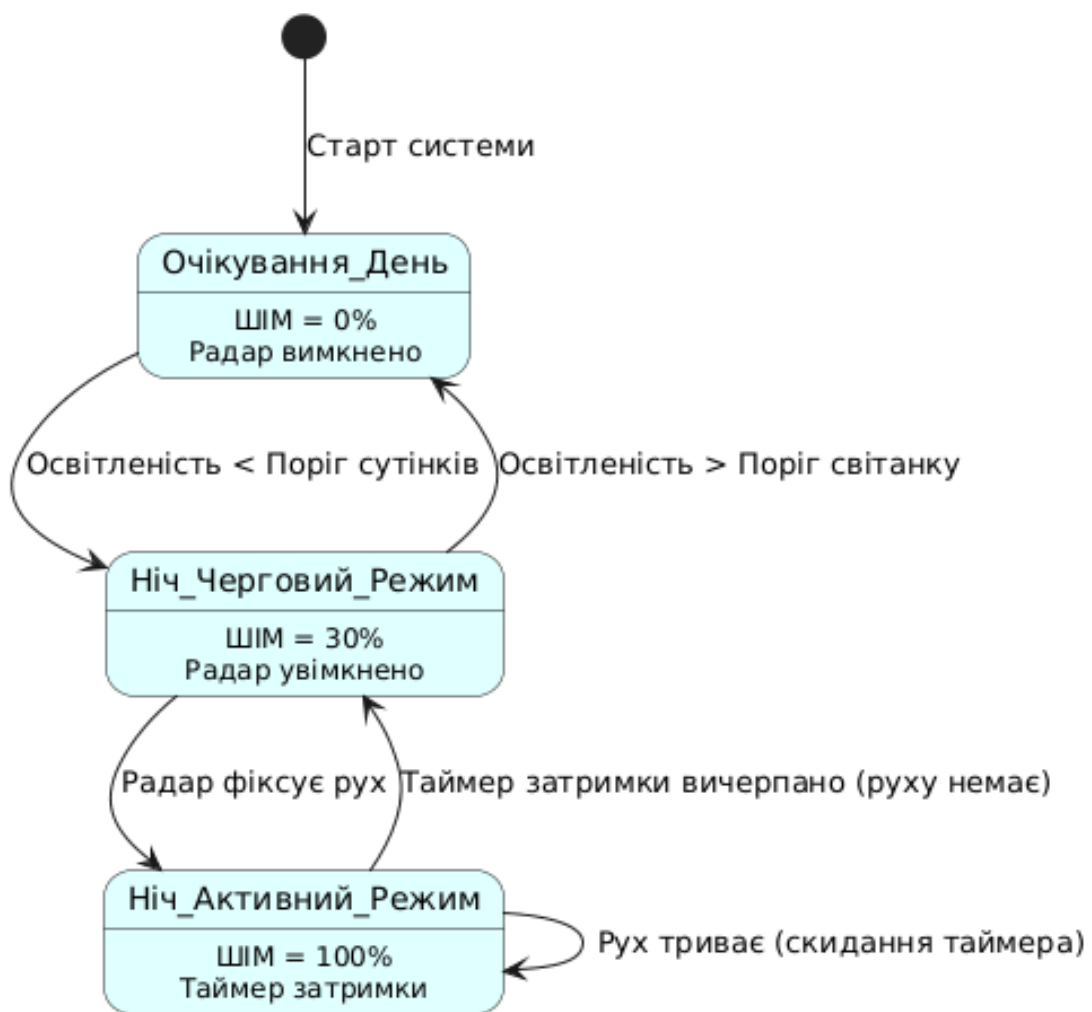 Старт системи
Очікування_День
ШІМ = 0%
Радар вимкнено
Освітленість < Поріг сутінків
Освітленість > Поріг світанку
Ніч_Черговий_Режим
ШІМ = 30%
Радар увімкнено
Радар фіксує рух
Таймер затримки вичерпано (руху немає)
Ніч_Активний_Режим
ШІМ = 100%
Таймер затримки
Рух триває (скидання таймера)